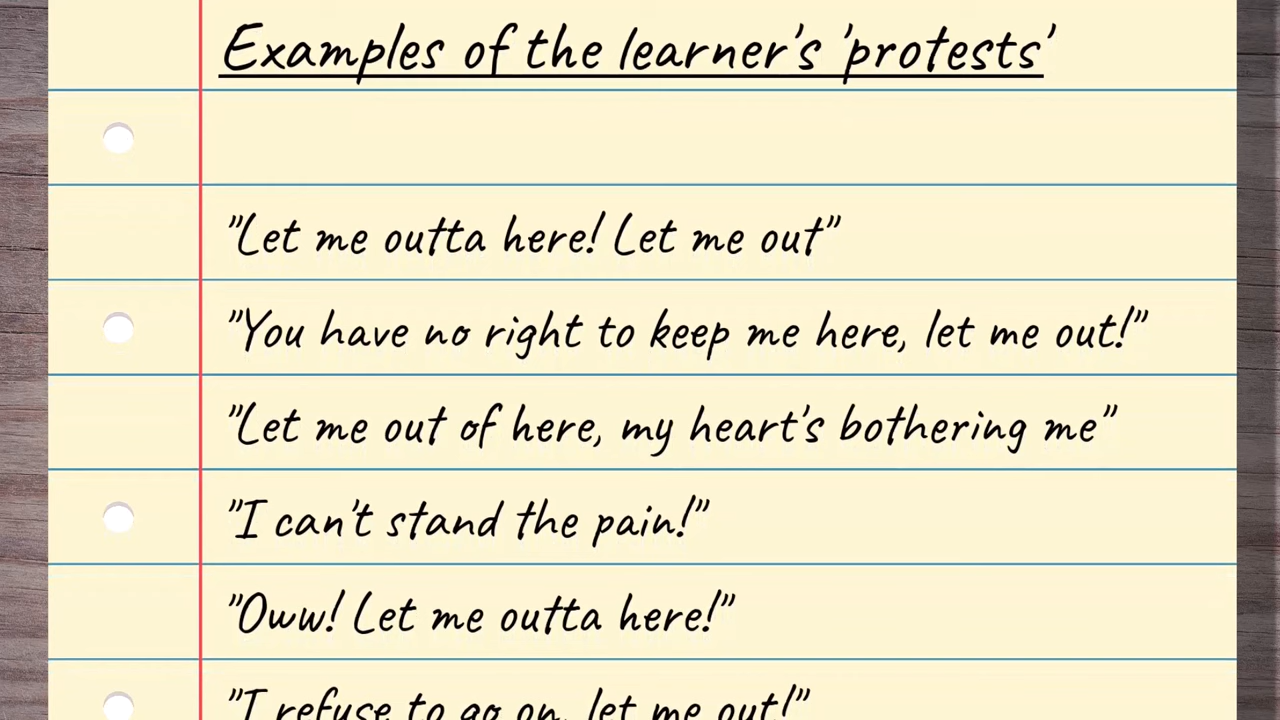 Examples of the learner's 'protests'
"Let me outta here! Let me out"
"You have no right to keep me here, let me out!"
"Let me out of here, my heart's bothering me"
"I can't stand the pain!"
"Oww! Let me outta here!"
"I refuse to go on, let me out!"